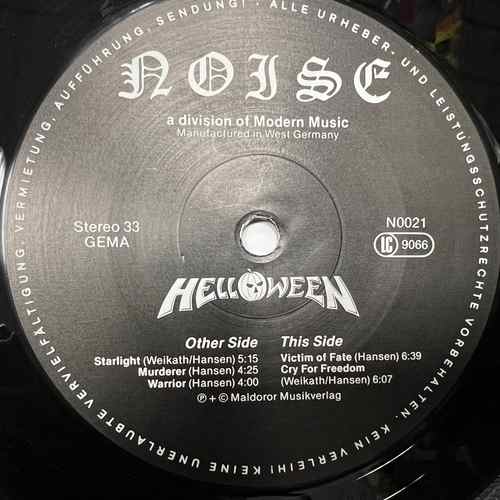 KEINE UNERLAUBTE VERVIELFÄLTIGUNG, VERMIETUNG, AUFFÜHRUNG, SENDUNG! · ALLE URHEBER- UND LEISTUNGSSCHUTZRECHTE VORBEHALTEN. KEIN VERLEIH!
NOISE
a division of Modern Music
Manufactured in West Germany
Stereo 33
GEMA
N0021
LC 9066
HELLOWEEN
Other Side
Starlight (Weikath/Hansen) 5:15
Murderer (Hansen) 4:25
Warrior (Hansen) 4:00
This Side
Victim of Fate (Hansen) 6:39
Cry For Freedom
(Weikath/Hansen) 6:07
℗ + © Maldoror Musikverlag